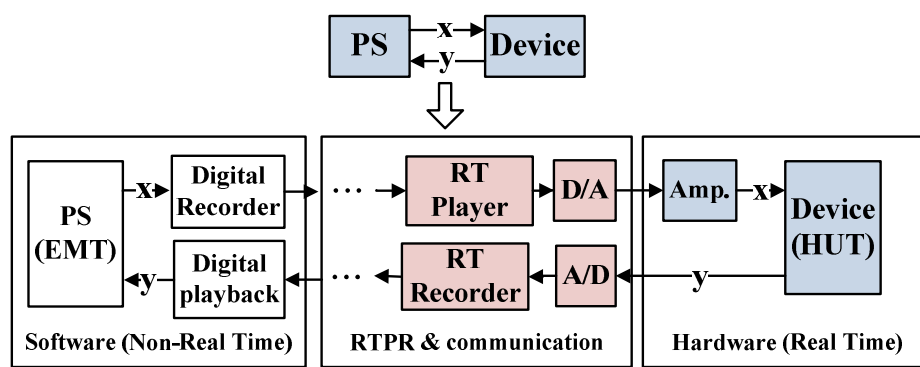 PS
x
y
Device
PS
(EMT)
x
Digital
Recorder
y
Digital
playback
Software (Non-Real Time)
...
RT
Player
D/A
...
RT
Recorder
A/D
RTPR & communication
Amp.
x
Device
(HUT)
y
Hardware (Real Time)